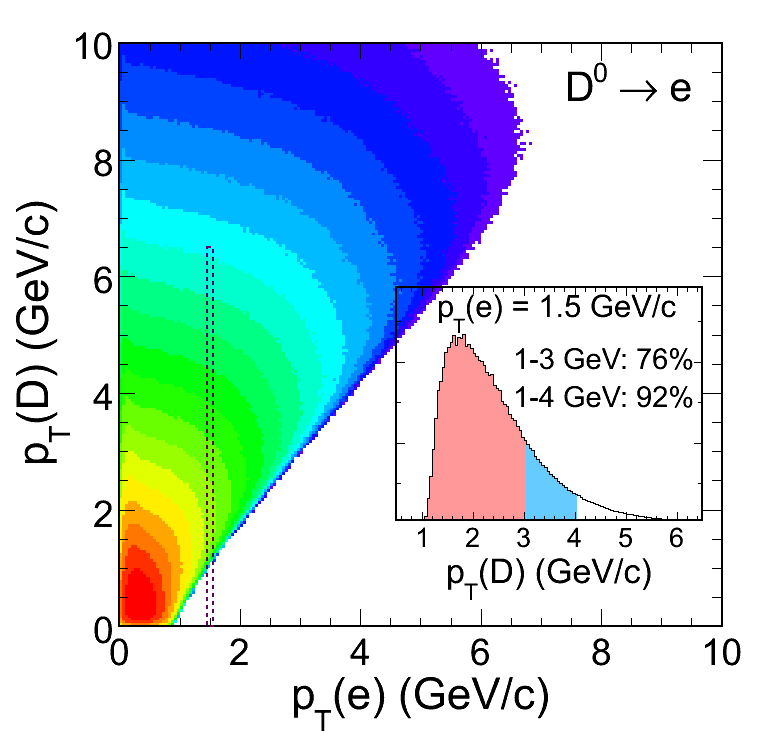 10
8
6
4
2
0
p_T(D) (GeV/c)
D⁰ → e
p_T(e) = 1.5 GeV/c
1-3 GeV: 76%
1-4 GeV: 92%
1 2 3 4 5 6
p_T(D) (GeV/c)
0 2 4 6 8 10
p_T(e) (GeV/c)